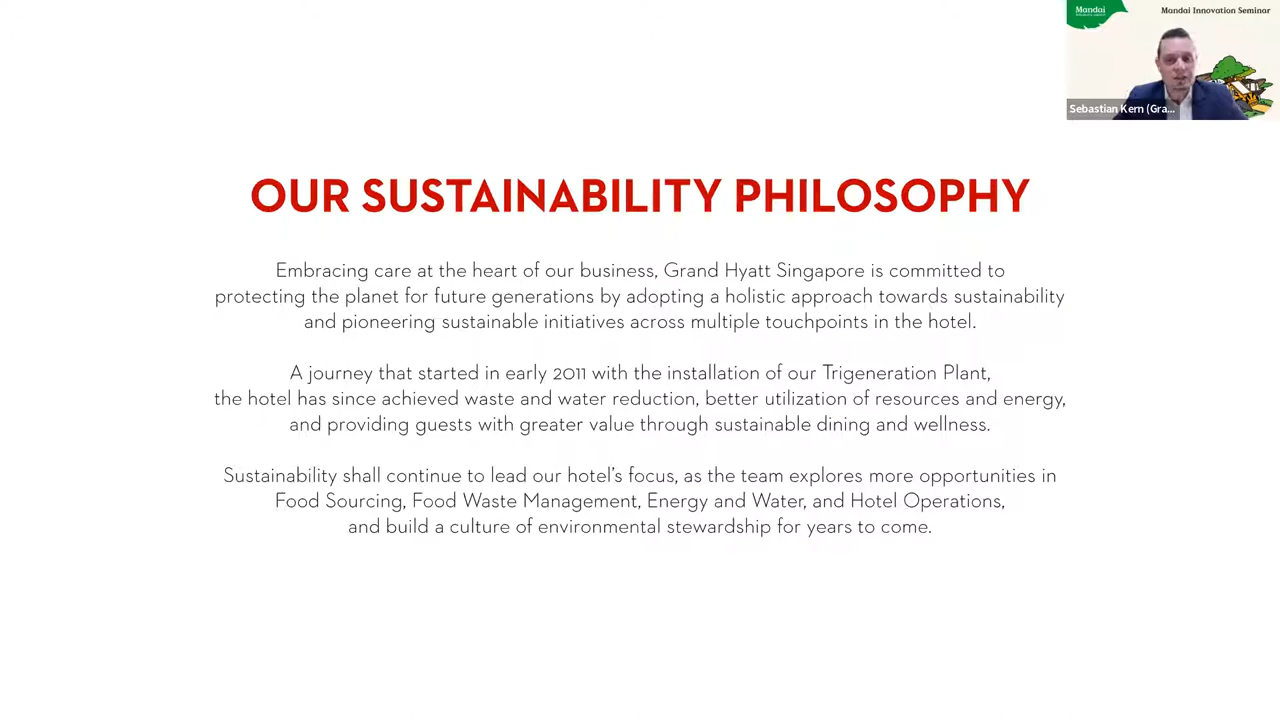 Mandai
Mandai Innovation Seminar
Sebastian Kern (Gra...
OUR SUSTAINABILITY PHILOSOPHY
Embracing care at the heart of our business, Grand Hyatt Singapore is committed to
protecting the planet for future generations by adopting a holistic approach towards sustainability
and pioneering sustainable initiatives across multiple touchpoints in the hotel.
A journey that started in early 2011 with the installation of our Trigeneration Plant,
the hotel has since achieved waste and water reduction, better utilization of resources and energy,
and providing guests with greater value through sustainable dining and wellness.
Sustainability shall continue to lead our hotel's focus, as the team explores more opportunities in
Food Sourcing, Food Waste Management, Energy and Water, and Hotel Operations,
and build a culture of environmental stewardship for years to come.